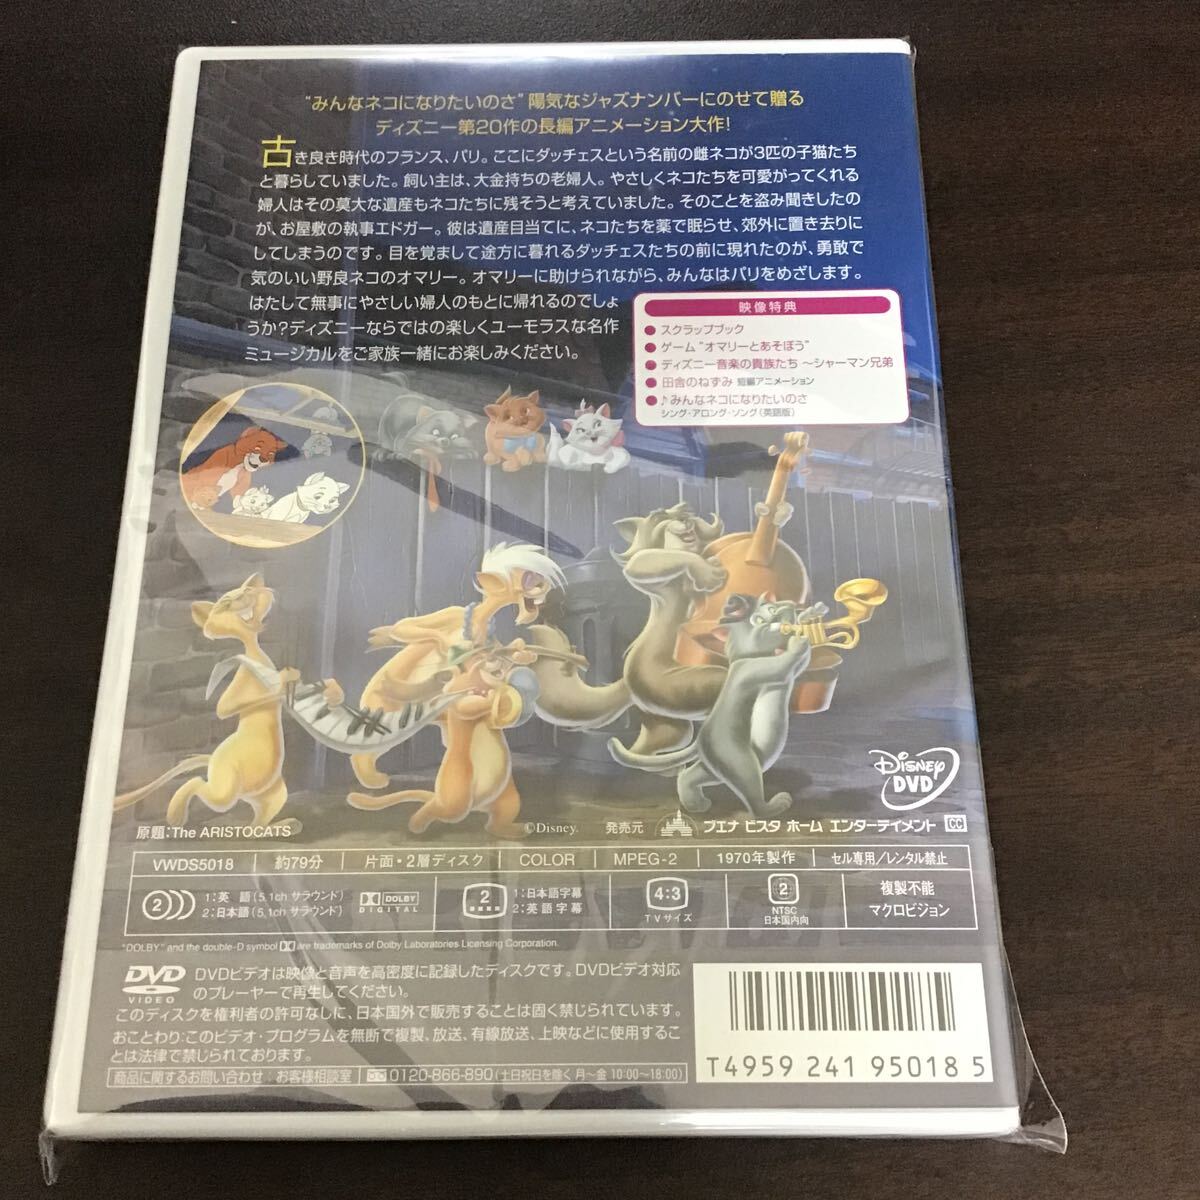 “みんなネコになりたいのさ”陽気なジャズナンバーにのせて贈る
ディズニー第20作の長編アニメーション大作！
古き良き時代のフランス、パリ。ここにダッチェスという名前の雌ネコが3匹の子猫たち
と暮らしていました。飼い主は、大金持ちの老婦人。やさしくネコたちを可愛がってくれる
婦人はその莫大な遺産もネコたちに残そうと考えていました。そのことを盗み聞きしたの
が、お屋敷の執事エドガー。彼は遺産目当てに、ネコたちを薬で眠らせ、郊外に置き去りに
してしまうのです。目を覚まして途方に暮れるダッチェスたちの前に現れたのが、勇敢で
気のいい野良ネコのオマリー。オマリーに助けられながら、みんなはパリをめざします。
はたして無事にやさしい婦人のもとに帰れるのでしょ
うか？ディズニーならではの楽しくユーモラスな名作
ミュージカルをご家族一緒にお楽しみください。
映像特典
● スクラップブック
● ゲーム“オマリーとあそぼう”
● ディズニー音楽の貴族たち 〜シャーマン兄弟
● 田舎のねずみ 短編アニメーション
● ♪みんなネコになりたいのさ
シング・アロング・ソング（英語版）
Disney DVD
原題：The ARISTOCATS
©Disney.
発売元 ブエナ ビスタ ホーム エンターテイメント CC
VWDS5018 約79分 片面・2層ディスク COLOR MPEG-2 1970年製作 セル専用／レンタル禁止
2 1：英 語（5.1chサラウンド）
2：日本語（5.1chサラウンド）
DOLBY DIGITAL
2 1：日本語字幕
2：英語字幕
4:3
TVサイズ
2
NTSC
日本国内向
複製不能
マクロビジョン
"DOLBY" and the double-D symbol are trademarks of Dolby Laboratories Licensing Corporation.
DVD VIDEO
DVDビデオは映像と音声を高密度に記録したディスクです。DVDビデオ対応
のプレーヤーで再生してください。
このディスクを権利者の許可なしに、日本国外で販売することは固く禁じられています。
おことわり：このビデオ・プログラムを無断で複製、放送、有線放送、上映などに使用するこ
とは法律で禁じられております。
商品に関するお問い合わせ：お客様相談室 0120-866-890（土日祝日を除く 月〜金 10：00〜18：00）
T4959 241 95018 5